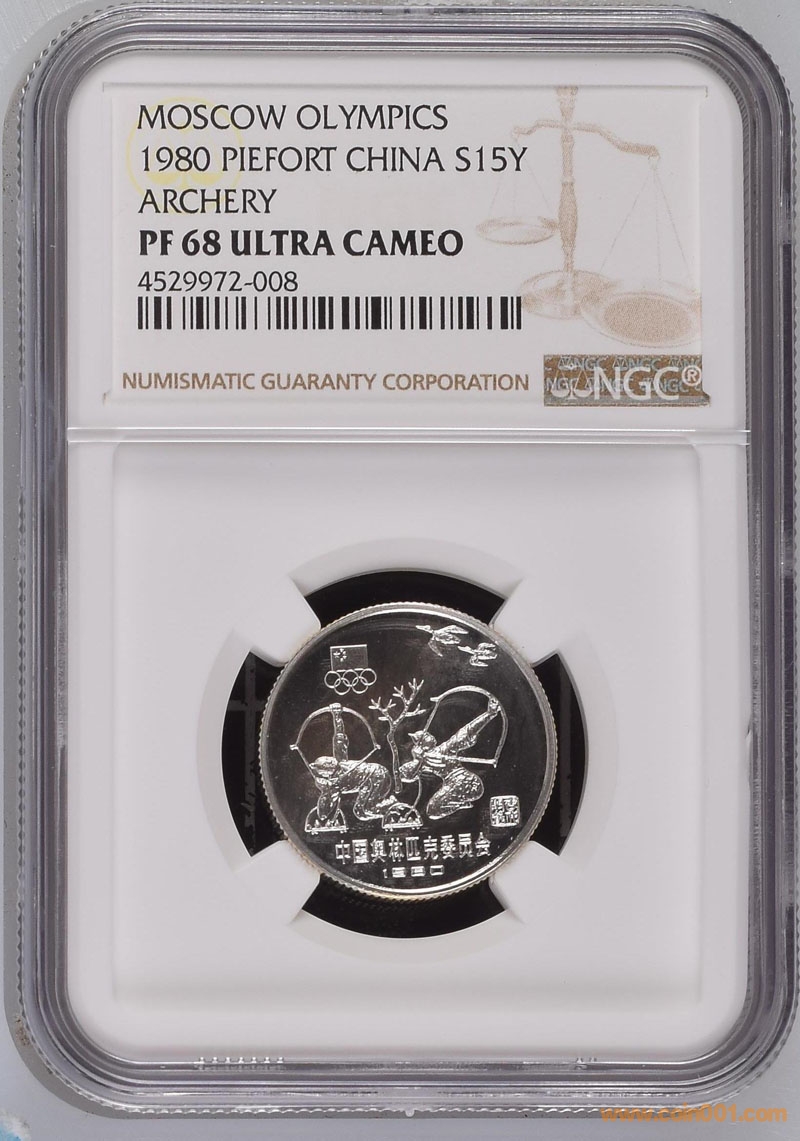 MOSCOW OLYMPICS
1980 PIEFORT CHINA S15Y
ARCHERY
PF 68 ULTRA CAMEO
4529972-008
NUMISMATIC GUARANTY CORPORATION
NGC®
中国奥林匹克委员会
1980
www.coin001.com